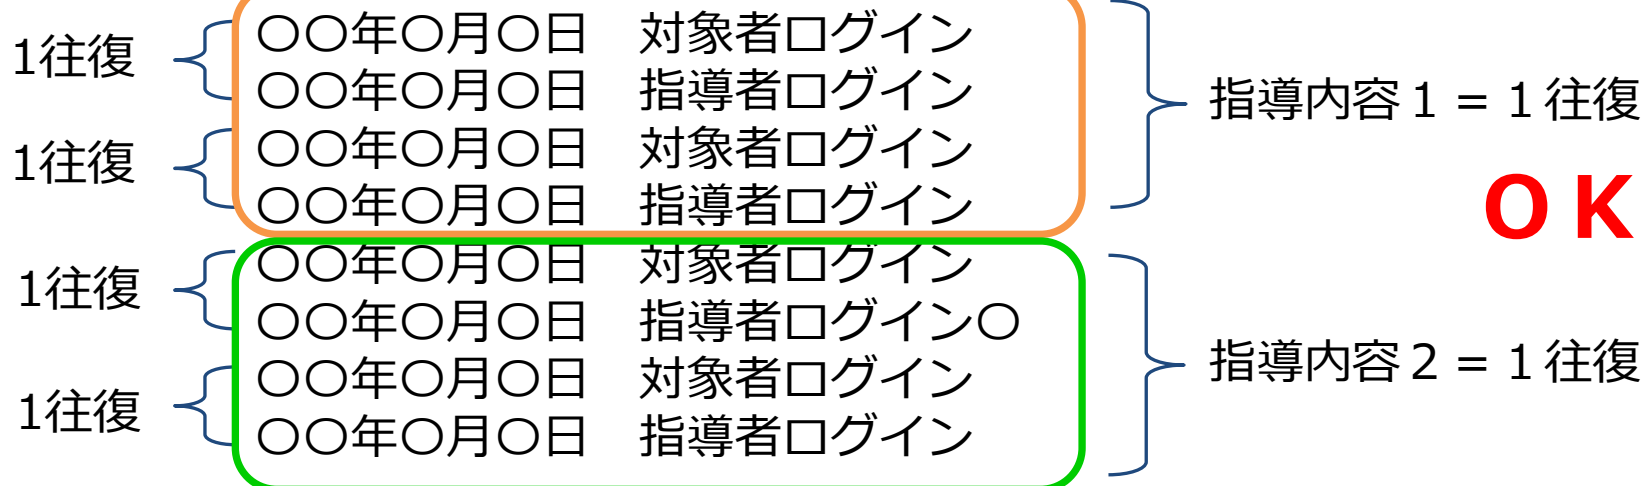 〇〇年〇月〇日　対象者ログイン
1往復
〇〇年〇月〇日　指導者ログイン
指導内容１＝１往復
〇〇年〇月〇日　対象者ログイン
1往復
〇〇年〇月〇日　指導者ログイン
ＯＫ
〇〇年〇月〇日　対象者ログイン
1往復
〇〇年〇月〇日　指導者ログイン〇
指導内容２＝１往復
〇〇年〇月〇日　対象者ログイン
1往復
〇〇年〇月〇日　指導者ログイン